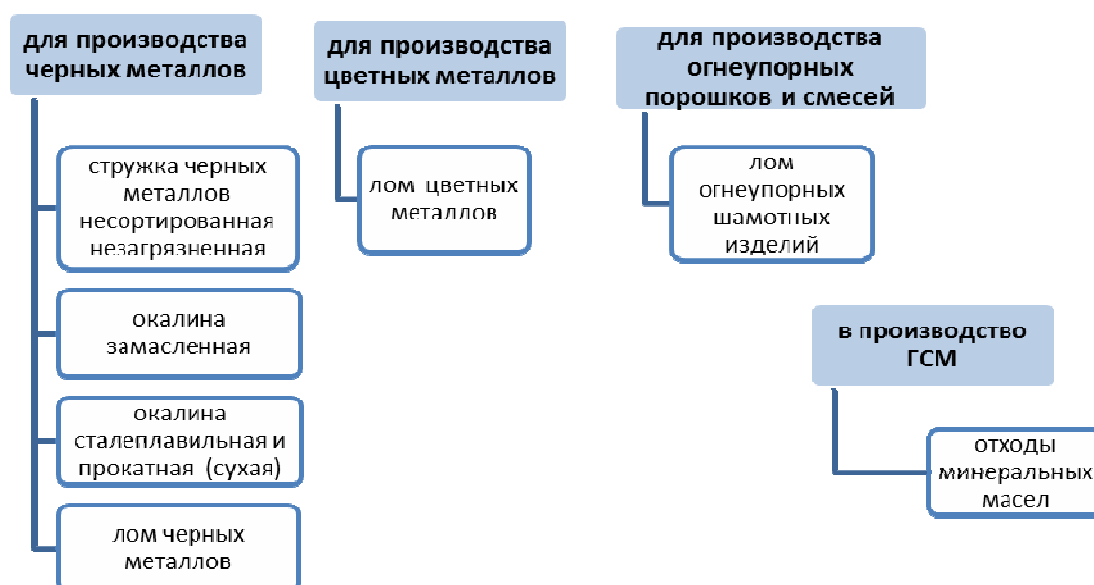 для производства
черных металлов
стружка черных
металлов
несортированная
незагрязненная
окалина
замасленная
окалина
сталеплавильная и
прокатная (сухая)
лом черных
металлов
для производства
цветных металлов
лом цветных
металлов
для производства
огнеупорных
порошков и смесей
лом
огнеупорных
шамотных
изделий
в производство
ГСМ
отходы
минеральных
масел